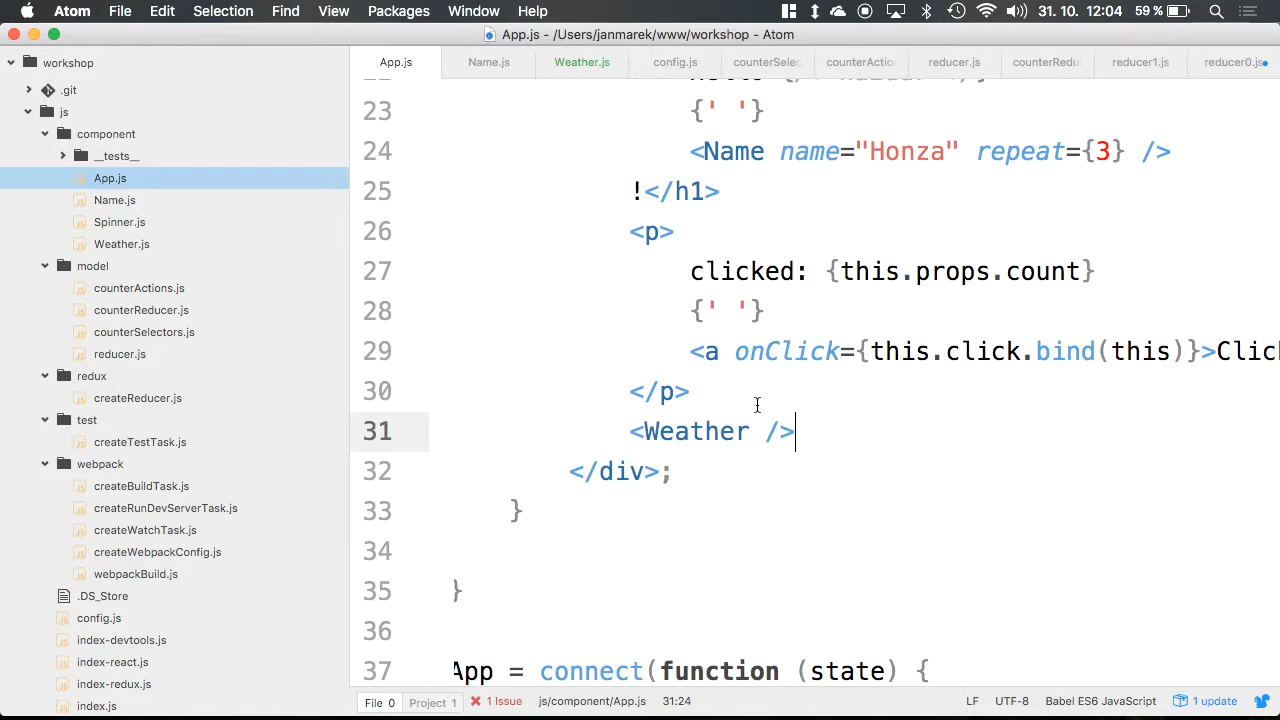 Atom File Edit Selection Find View Packages Window Help 31. 10. 12:04 59 %
App.js - /Users/janmarek/www/workshop - Atom
workshop
.git
js
component
__tests__
App.js
Name.js
Spinner.js
Weather.js
model
counterActions.js
counterReducer.js
counterSelectors.js
reducer.js
redux
createReducer.js
test
createTestTask.js
webpack
createBuildTask.js
createRunDevServerTask.js
createWatchTask.js
createWebpackConfig.js
webpackBuild.js
.DS_Store
config.js
index-devtools.js
index-react.js
index-redux.js
index.js
App.js Name.js Weather.js config.js counterSelec counterActio reducer.js counterRedu reducer1.js reducer0.js
23 {' '}
24 <Name name="Honza" repeat={3} />
25 !</h1>
26 <p>
27 clicked: {this.props.count}
28 {' '}
29 <a onClick={this.click.bind(this)}>Click
30 </p>
31 <Weather />
32 </div>;
33 }
34
35 }
36
37 App = connect(function (state) {
File 0 Project 1 1 Issue js/component/App.js 31:24 LF UTF-8 Babel ES6 JavaScript 1 update